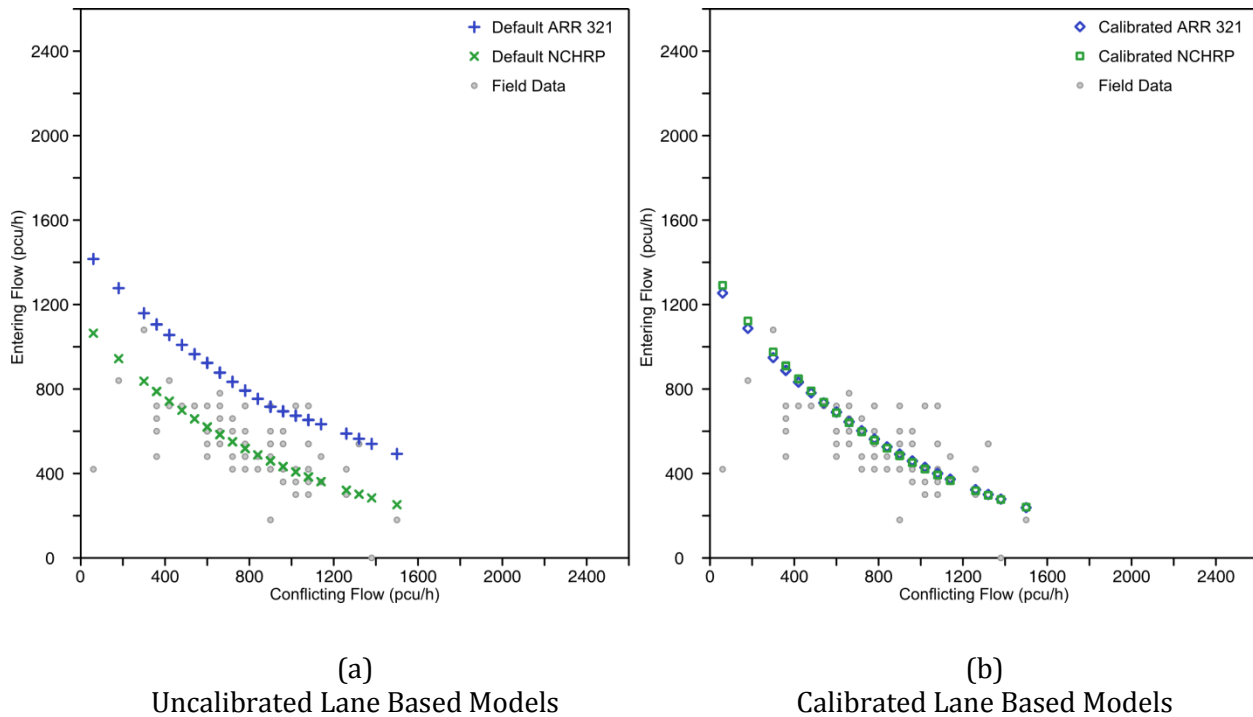 2400
2000
1600
1200
800
400
0
Entering Flow (pcu/h)
Default ARR 321
Default NCHRP
Field Data
0 400 800 1200 1600 2000 2400
Conflicting Flow (pcu/h)
(a)
Uncalibrated Lane Based Models
2400
2000
1600
1200
800
400
0
Entering Flow (pcu/h)
Calibrated ARR 321
Calibrated NCHRP
Field Data
0 400 800 1200 1600 2000 2400
Conflicting Flow (pcu/h)
(b)
Calibrated Lane Based Models